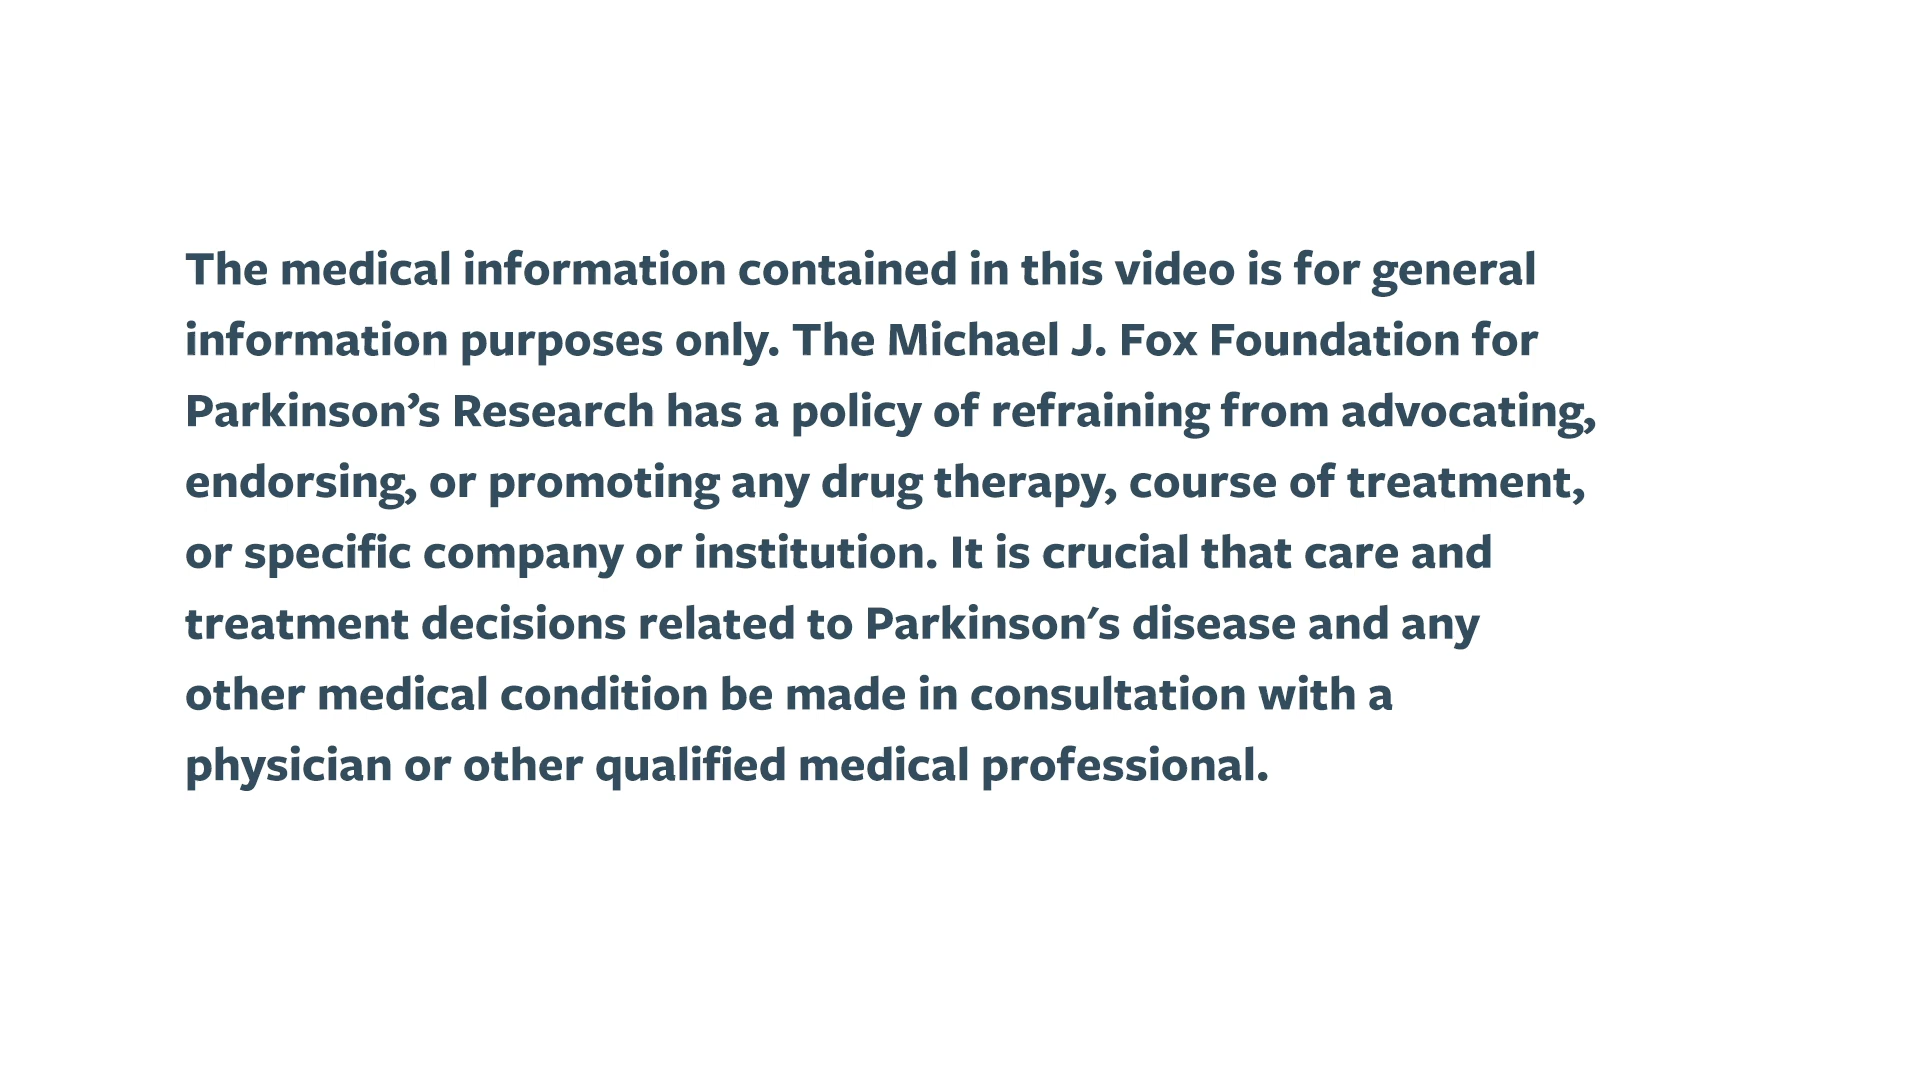 The medical information contained in this video is for general
information purposes only. The Michael J. Fox Foundation for
Parkinson’s Research has a policy of refraining from advocating,
endorsing, or promoting any drug therapy, course of treatment,
or specific company or institution. It is crucial that care and
treatment decisions related to Parkinson's disease and any
other medical condition be made in consultation with a
physician or other qualified medical professional.